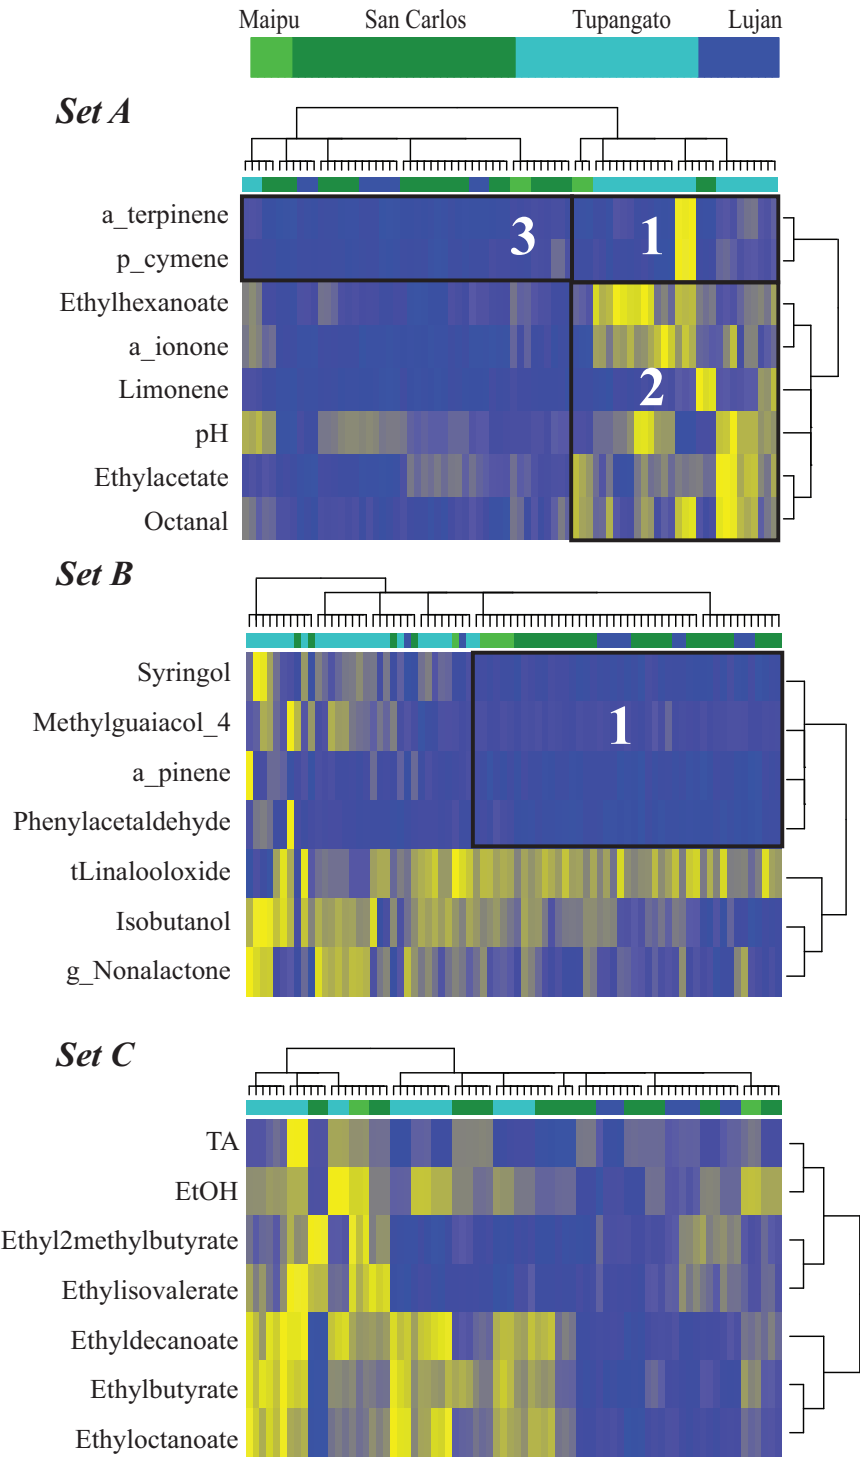 Maipu San Carlos Tupangato Lujan
Set A
a_terpinene
3 1
p_cymene
Ethylhexanoate
a_ionone
Limonene
2
pH
Ethylacetate
Octanal
Set B
Syringol
Methylguaiacol_4
1
a_pinene
Phenylacetaldehyde
tLinalooloxide
Isobutanol
g_Nonalactone
Set C
TA
EtOH
Ethyl2methylbutyrate
Ethylisovalerate
Ethyldecanoate
Ethylbutyrate
Ethyloctanoate